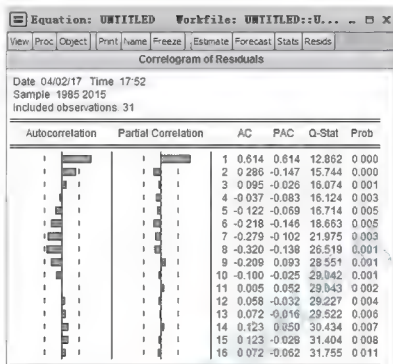 Equation: UNTITLED Workfile: UNTITLED::U...
View Proc Object Print Name Freeze Estimate Forecast Stats Resids
Correlogram of Residuals
Date 04/02/17 Time 17:52
Sample 1985 2015
Included observations 31
Autocorrelation Partial Correlation AC PAC Q-Stat Prob
1 0.614 0.614 12.862 0 000
2 0 286 -0.147 15.744 0 000
3 0 095 -0 026 16.074 0 001
4 -0 037 -0.083 16.124 0 003
5 -0 122 -0.069 16.714 0 005
6 -0 218 -0 146 18.663 0 005
7 -0.279 -0 102 21.975 0 003
8 -0.320 -0.138 26.519 0.001
9 -0.209 0.093 28 551 0.001
10 -0.100 -0.025 29.042 0.001
11 0.005 0.052 29.043 0 002
12 0.058 -0.032 29.227 0 004
13 0.072 -0.016 29.522 0 006
14 0.123 0 050 30.434 0 007
15 0 123 -0 028 31.404 0 008
16 0 072 -0.062 31.755 0 011